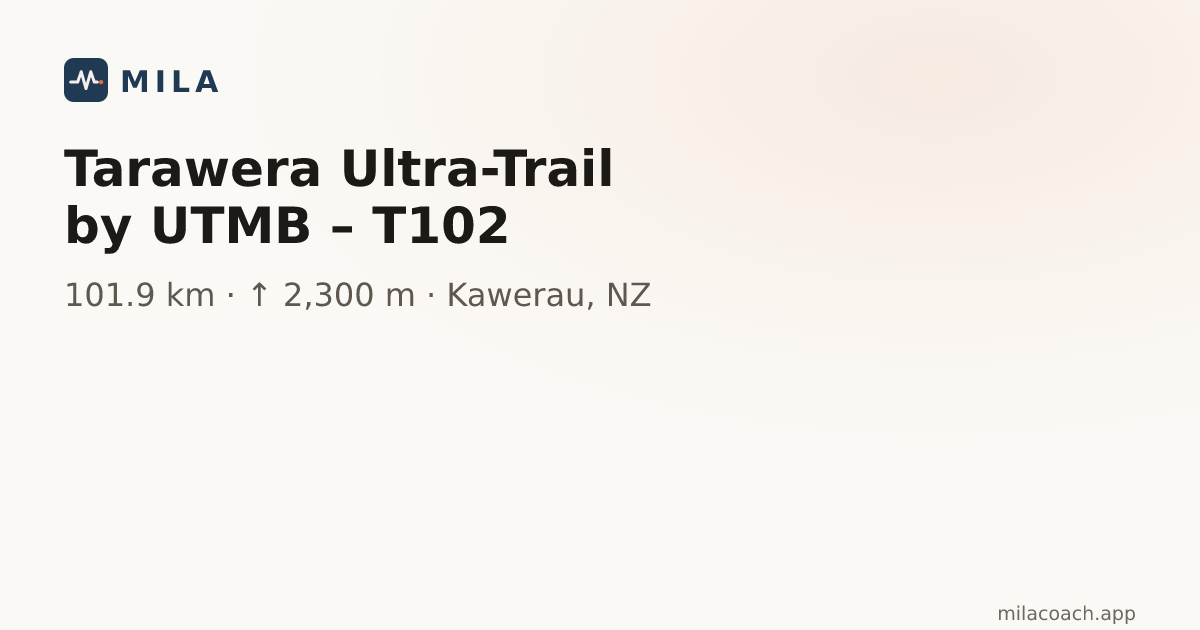 MILA
Tarawera Ultra-Trail
by UTMB – T102
101.9 km · ↑ 2,300 m · Kawerau, NZ
milacoach.app